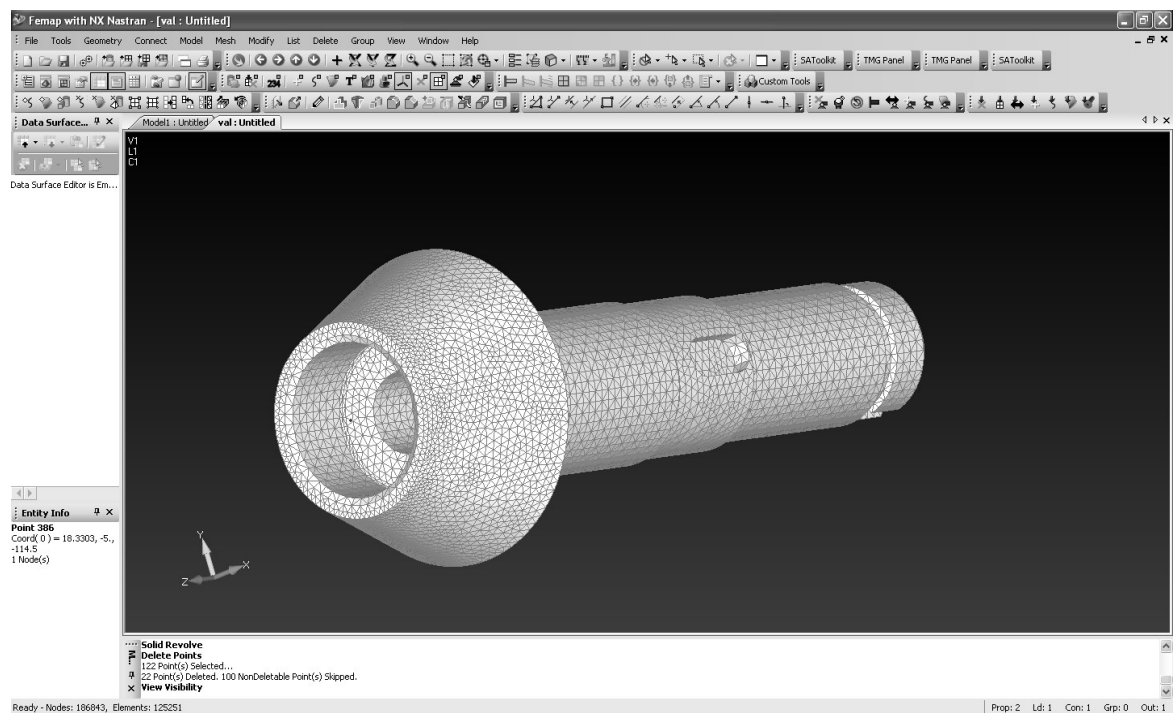 Femap with NX Nastran - [val : Untitled]
File Tools Geometry Connect Model Mesh Modify List Delete Group View Window Help
SAToolkit TMG Panel TMG Panel SAToolkit
234 Custom Tools
Data Surface...
Model1 : Untitled val : Untitled
V1
L1
C1
Data Surface Editor is Em...
Entity Info
Point 386
Coord( 0 ) = 18.3303, -5.,
-114.5
1 Node(s)
Y
X
Z
M...
Solid Revolve
Delete Points
122 Point(s) Selected...
22 Point(s) Deleted. 100 NonDeletable Point(s) Skipped.
View Visibility
Ready - Nodes: 186843, Elements: 125251
Prop: 2 Ld: 1 Con: 1 Grp: 0 Out: 1